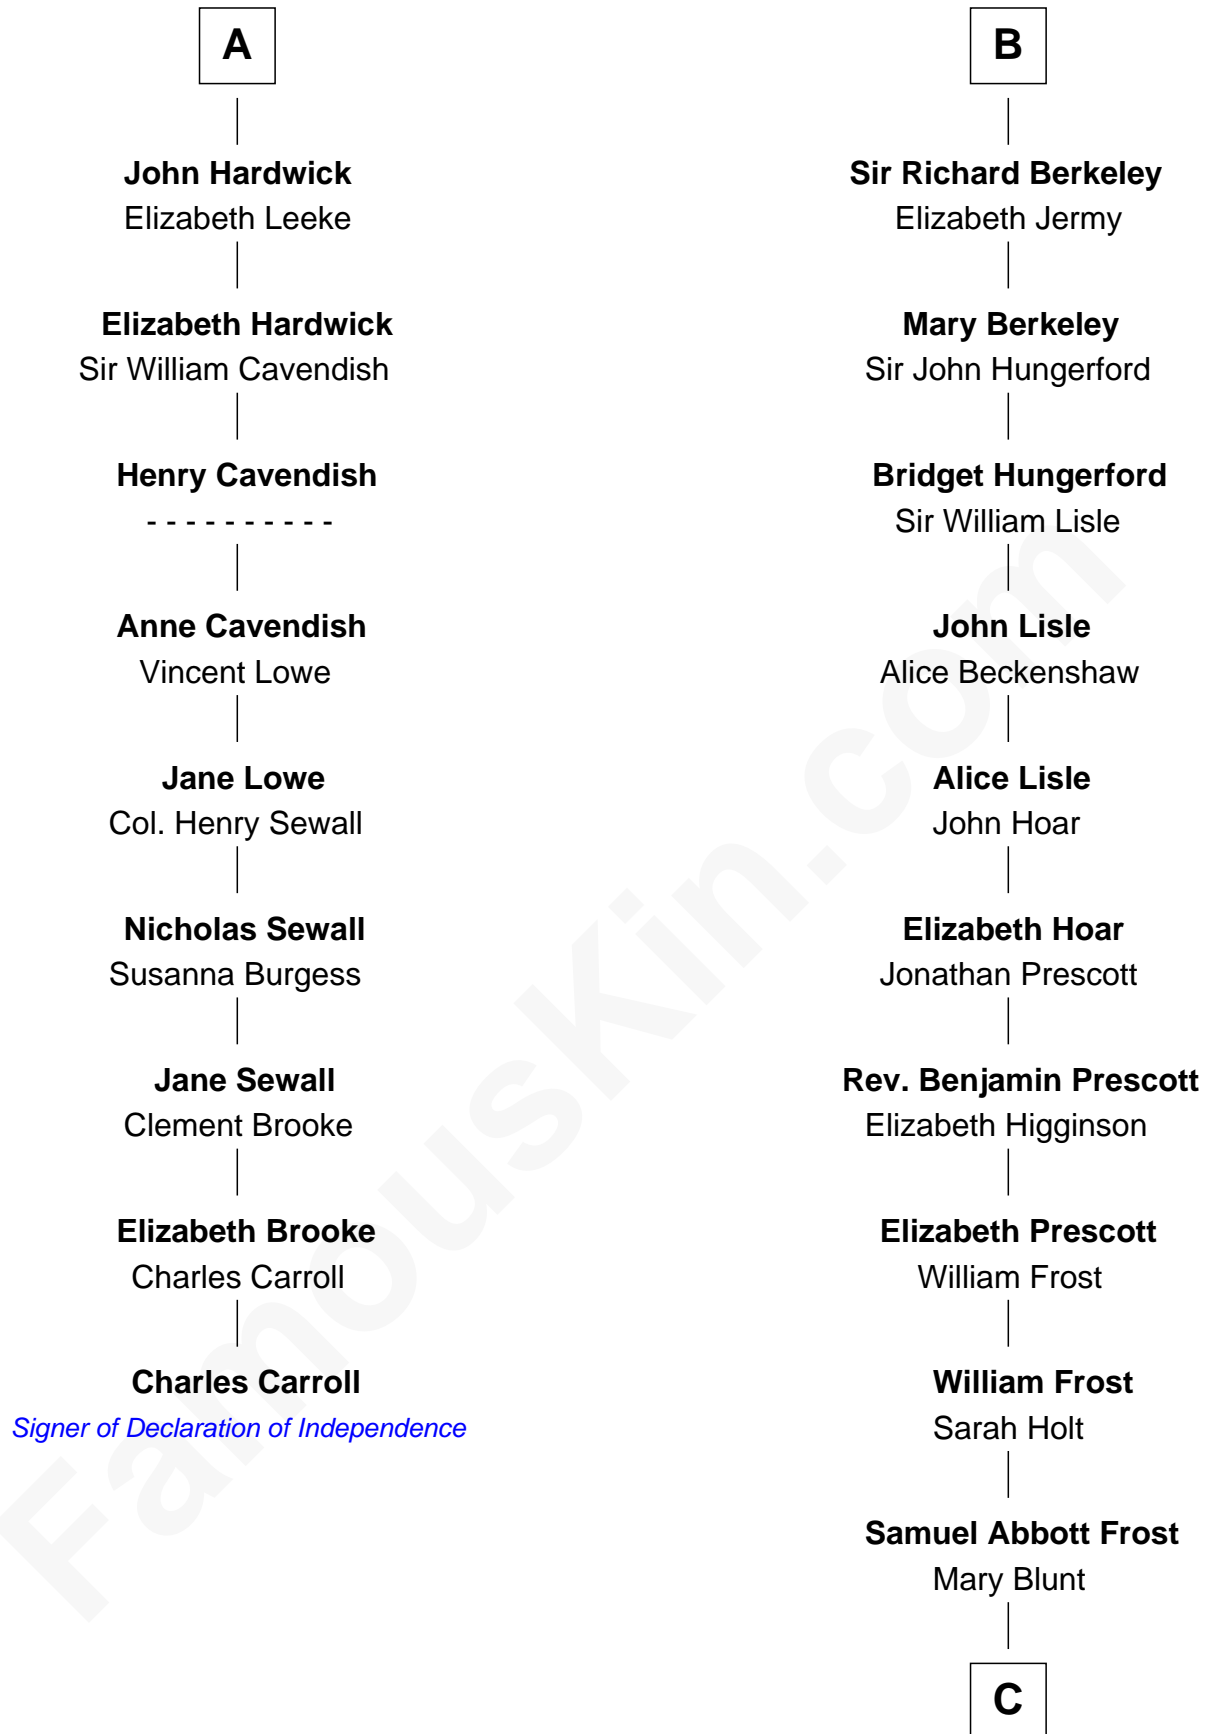 A
John Hardwick
Elizabeth Leeke
Elizabeth Hardwick
Sir William Cavendish
Henry Cavendish
- - - - - - - - - -
Anne Cavendish
Vincent Lowe
Jane Lowe
Col. Henry Sewall
Nicholas Sewall
Susanna Burgess
Jane Sewall
Clement Brooke
Elizabeth Brooke
Charles Carroll
Charles Carroll
Signer of Declaration of Independence
B
Sir Richard Berkeley
Elizabeth Jermy
Mary Berkeley
Sir John Hungerford
Bridget Hungerford
Sir William Lisle
John Lisle
Alice Beckenshaw
Alice Lisle
John Hoar
Elizabeth Hoar
Jonathan Prescott
Rev. Benjamin Prescott
Elizabeth Higginson
Elizabeth Prescott
William Frost
William Frost
Sarah Holt
Samuel Abbott Frost
Mary Blunt
C
FamousKin.com